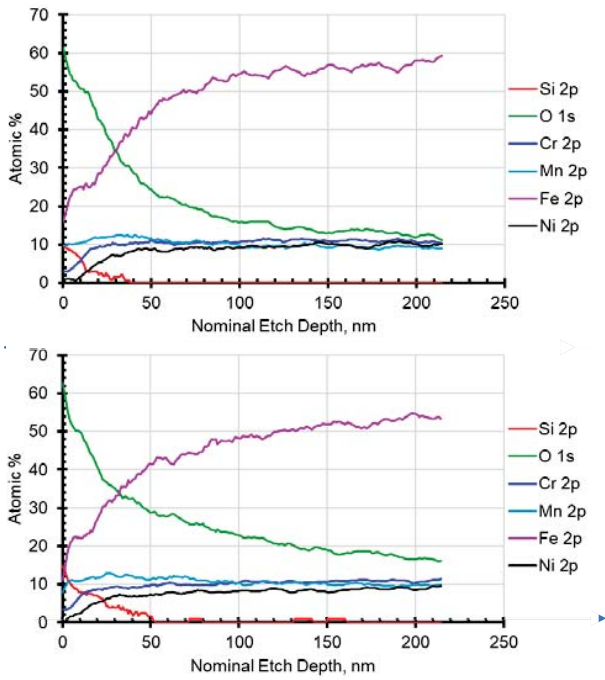 70
60
50
40
30
20
10
0
Atomic %
0 50 100 150 200 250
Nominal Etch Depth, nm
Si 2p
O 1s
Cr 2p
Mn 2p
Fe 2p
Ni 2p
70
60
50
40
30
20
10
0
Atomic %
0 50 100 150 200 250
Nominal Etch Depth, nm
Si 2p
O 1s
Cr 2p
Mn 2p
Fe 2p
Ni 2p